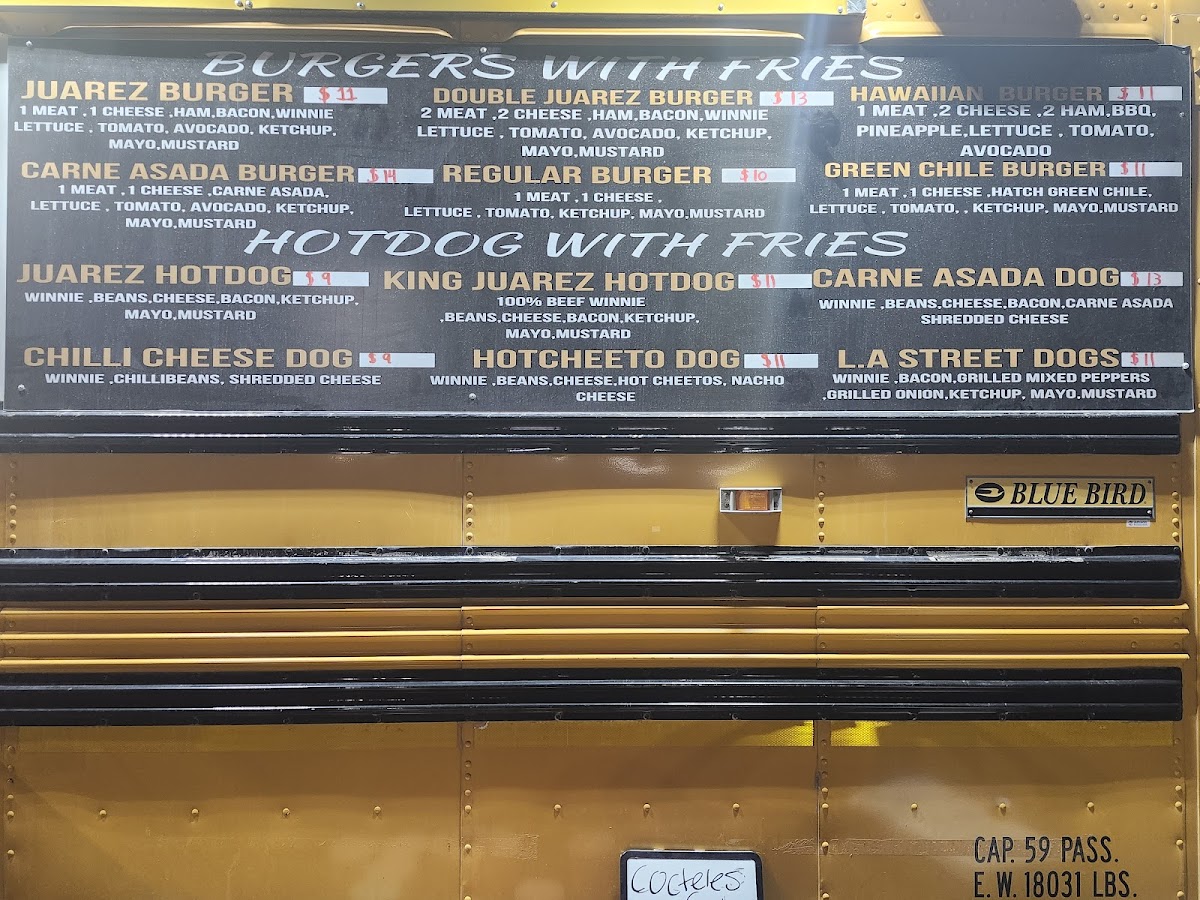 BURGERS WITH FRIES
JUAREZ BURGER $11
1 MEAT ,1 CHEESE ,HAM,BACON,WINNIE
LETTUCE , TOMATO, AVOCADO, KETCHUP,
MAYO,MUSTARD
DOUBLE JUAREZ BURGER $13
2 MEAT ,2 CHEESE ,HAM,BACON,WINNIE
LETTUCE , TOMATO, AVOCADO, KETCHUP,
MAYO,MUSTARD
HAWAIIAN BURGER $11
1 MEAT ,2 CHEESE ,2 HAM,BBQ,
PINEAPPLE,LETTUCE , TOMATO,
AVOCADO
CARNE ASADA BURGER $14
1 MEAT ,1 CHEESE ,CARNE ASADA,
LETTUCE , TOMATO, AVOCADO, KETCHUP,
MAYO,MUSTARD
REGULAR BURGER $10
1 MEAT ,1 CHEESE ,
LETTUCE , TOMATO, KETCHUP, MAYO,MUSTARD
GREEN CHILE BURGER $11
1 MEAT ,1 CHEESE ,HATCH GREEN CHILE,
LETTUCE , TOMATO, , KETCHUP, MAYO,MUSTARD
HOTDOG WITH FRIES
JUAREZ HOTDOG $9
WINNIE ,BEANS,CHEESE,BACON,KETCHUP,
MAYO,MUSTARD
KING JUAREZ HOTDOG $11
100% BEEF WINNIE
,BEANS,CHEESE,BACON,KETCHUP,
MAYO,MUSTARD
CARNE ASADA DOG $13
WINNIE ,BEANS,CHEESE,BACON,CARNE ASADA
SHREDDED CHEESE
CHILLI CHEESE DOG $9
WINNIE ,CHILLIBEANS, SHREDDED CHEESE
HOTCHEETO DOG $11
WINNIE ,BEANS,CHEESE,HOT CHEETOS, NACHO
CHEESE
L.A STREET DOGS $11
WINNIE ,BACON,GRILLED MIXED PEPPERS
,GRILLED ONION,KETCHUP, MAYO,MUSTARD
BLUE BIRD
CAP. 59 PASS.
E.W. 18031 LBS.
Cocteles